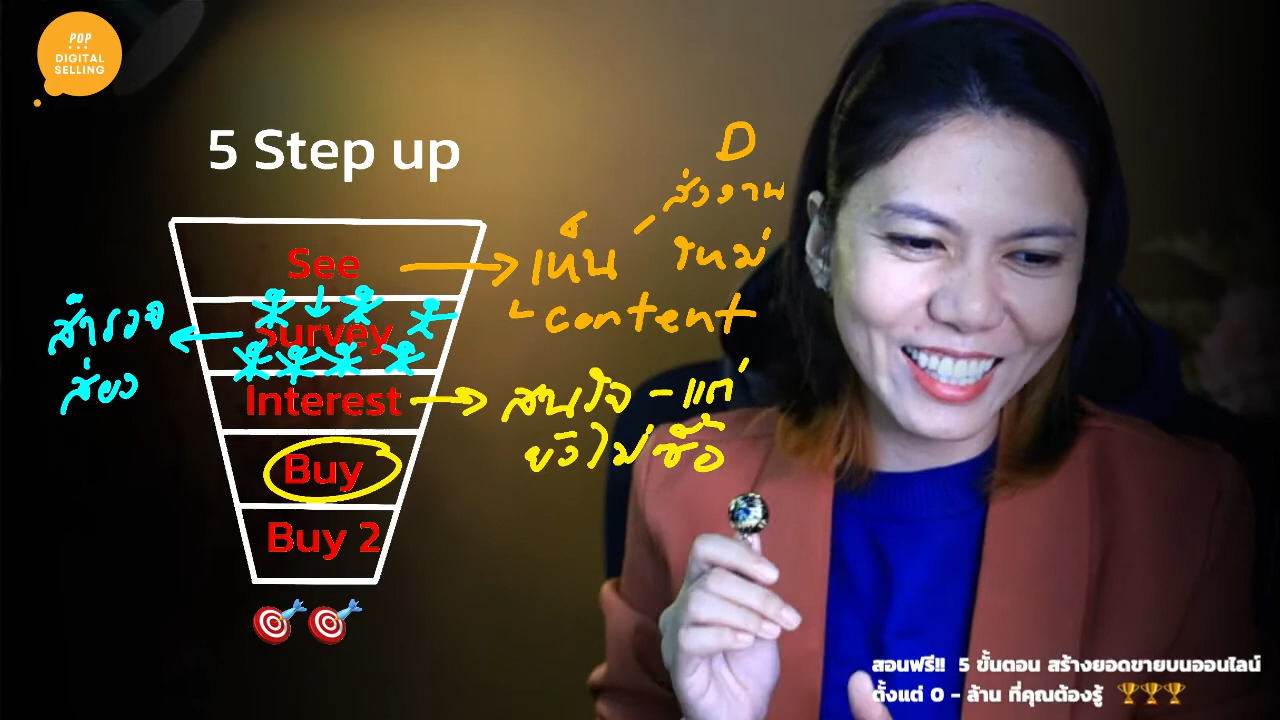 POP
DIGITAL
SELLING
5 Step up
D
ส่องาน
See
เห็น
ใหม่
content
Survey
สำรวจ
ส่อง
Interest
สนใจ - แต่
ยังไม่ซื้อ
Buy
Buy 2
สอนฟรี!! 5 ขั้นตอน สร้างยอดขายบนออนไลน์
ตั้งแต่ 0 - ล้าน ที่คุณต้องรู้